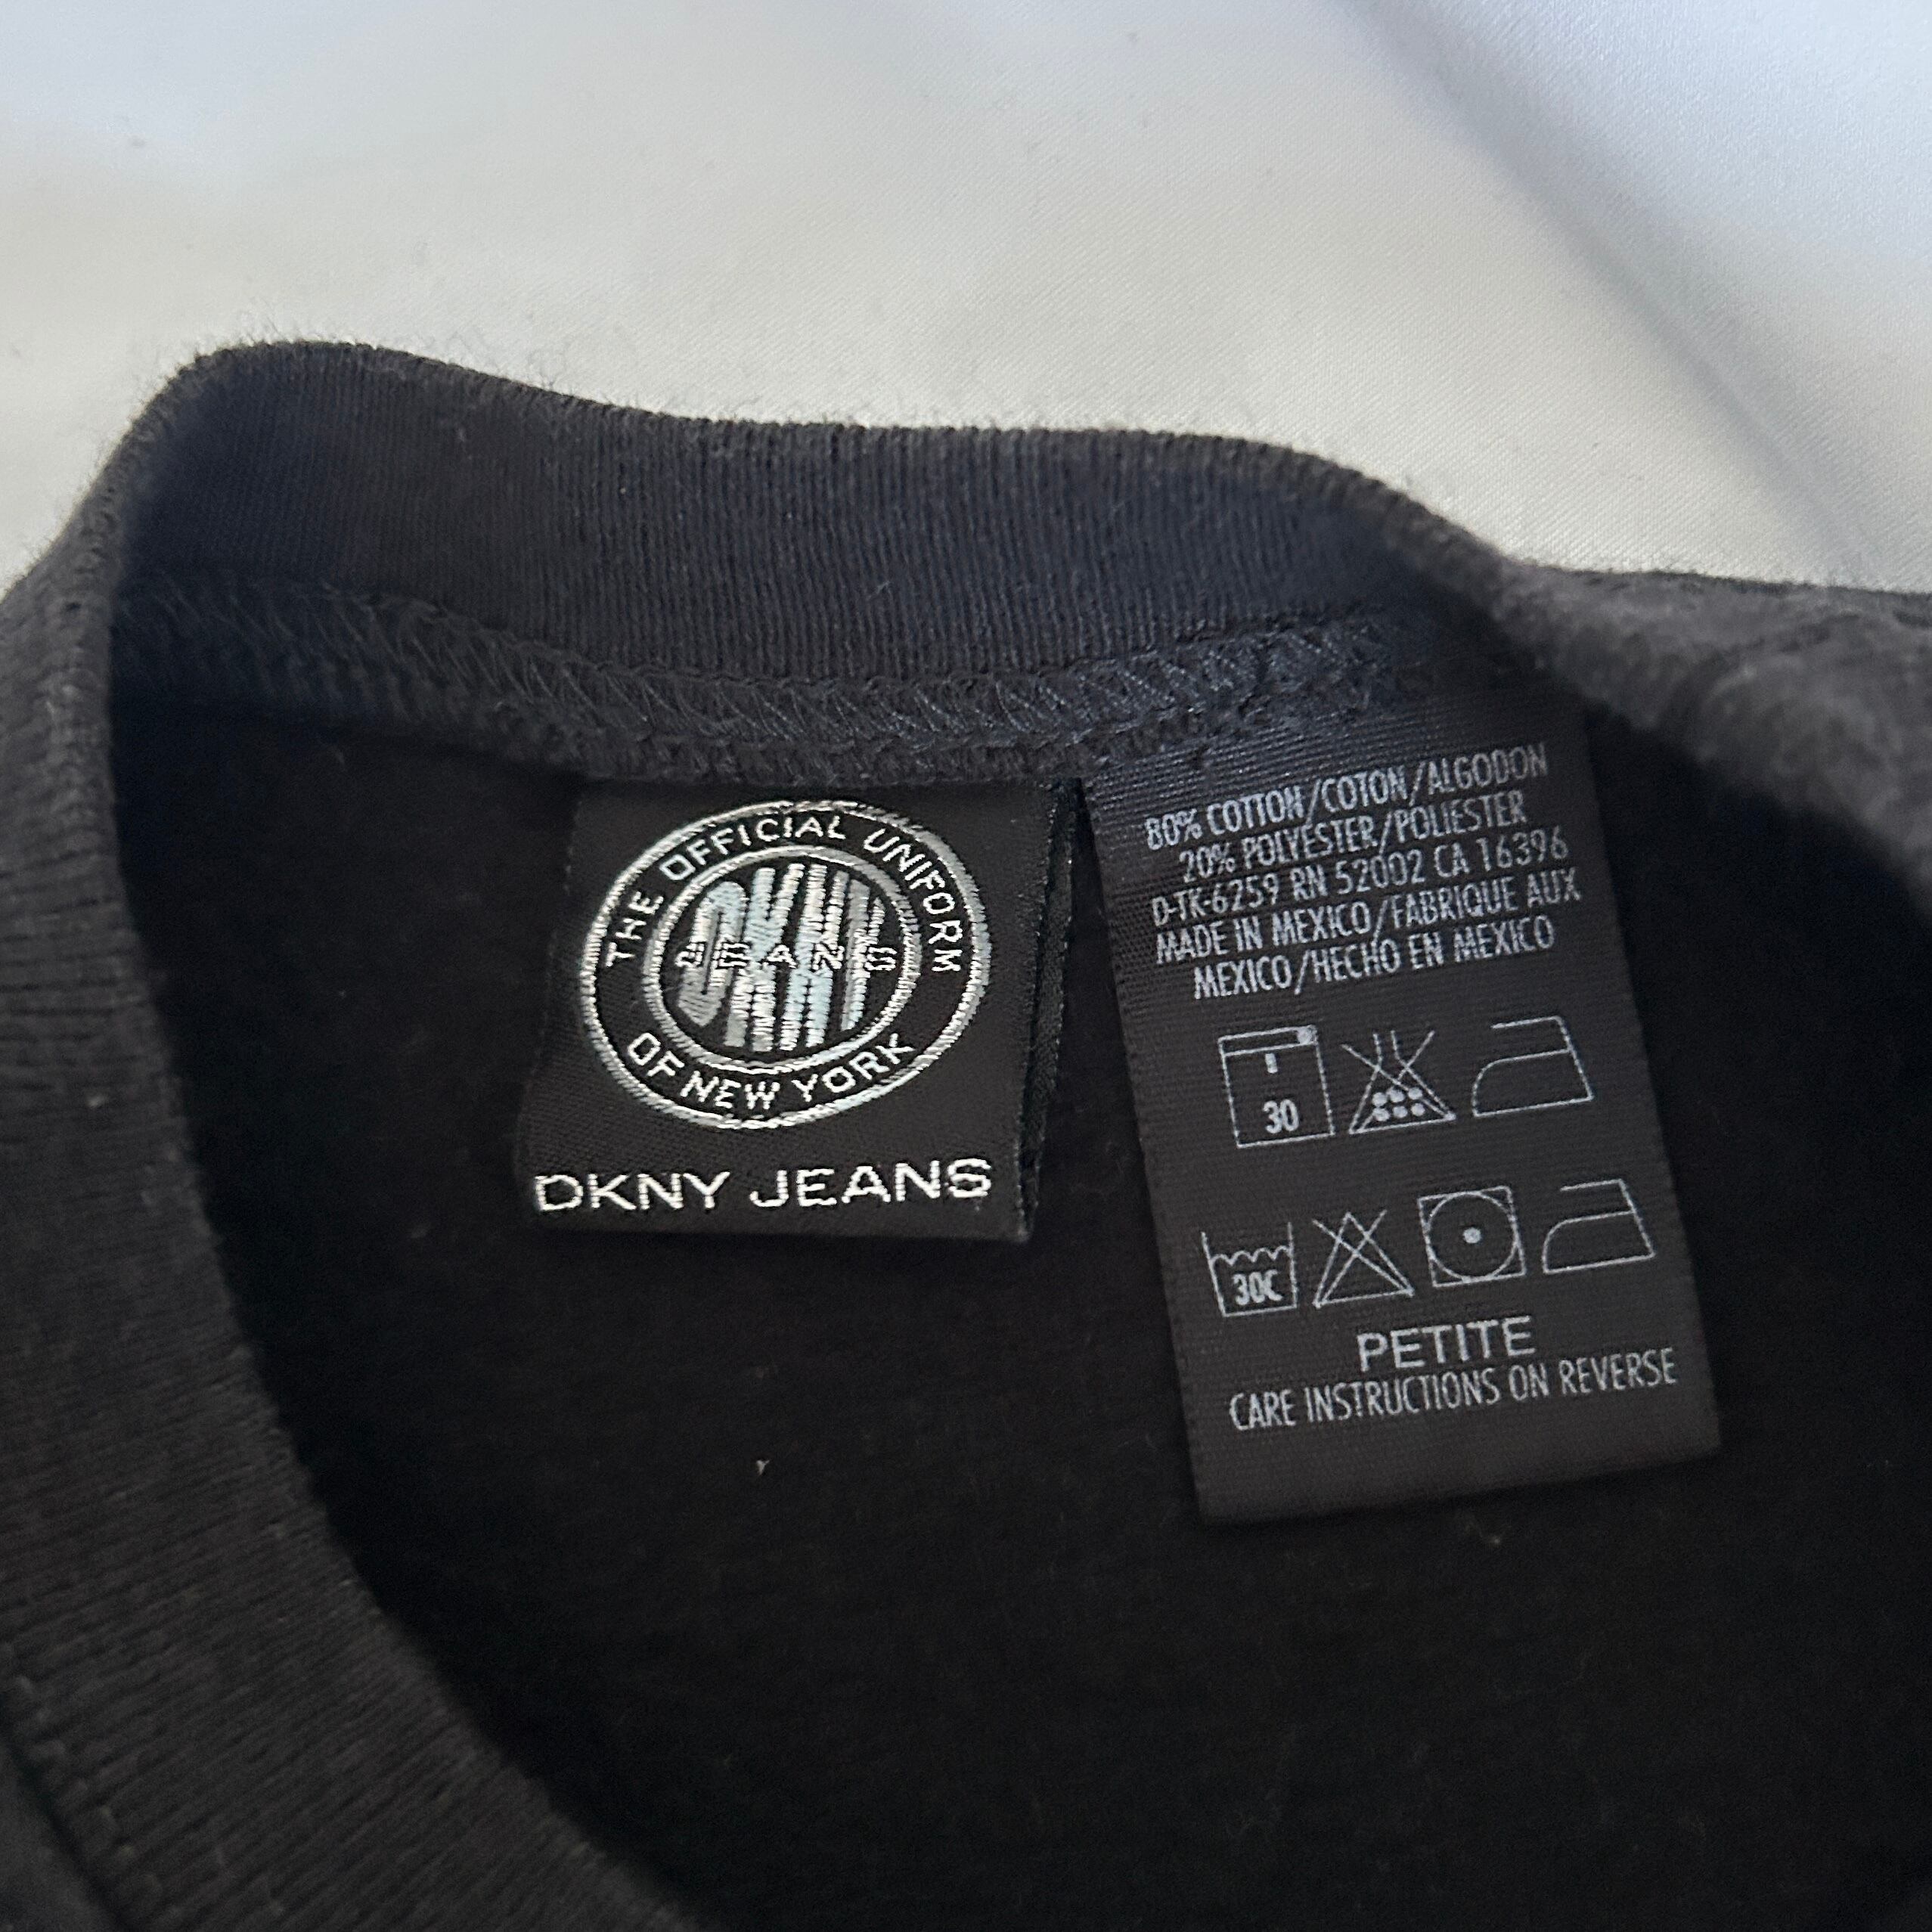 THE OFFICIAL UNIFORM
DKNY
JEANS
OF NEW YORK
DKNY JEANS
80% COTTON/COTON/ALGODON
20% POLYESTER/POLIESTER
D-TK-6259 RN 52002 CA 16396
MADE IN MEXICO/FABRIQUE AUX
MEXICO/HECHO EN MEXICO
30
30C
PETITE
CARE INSTRUCTIONS ON REVERSE